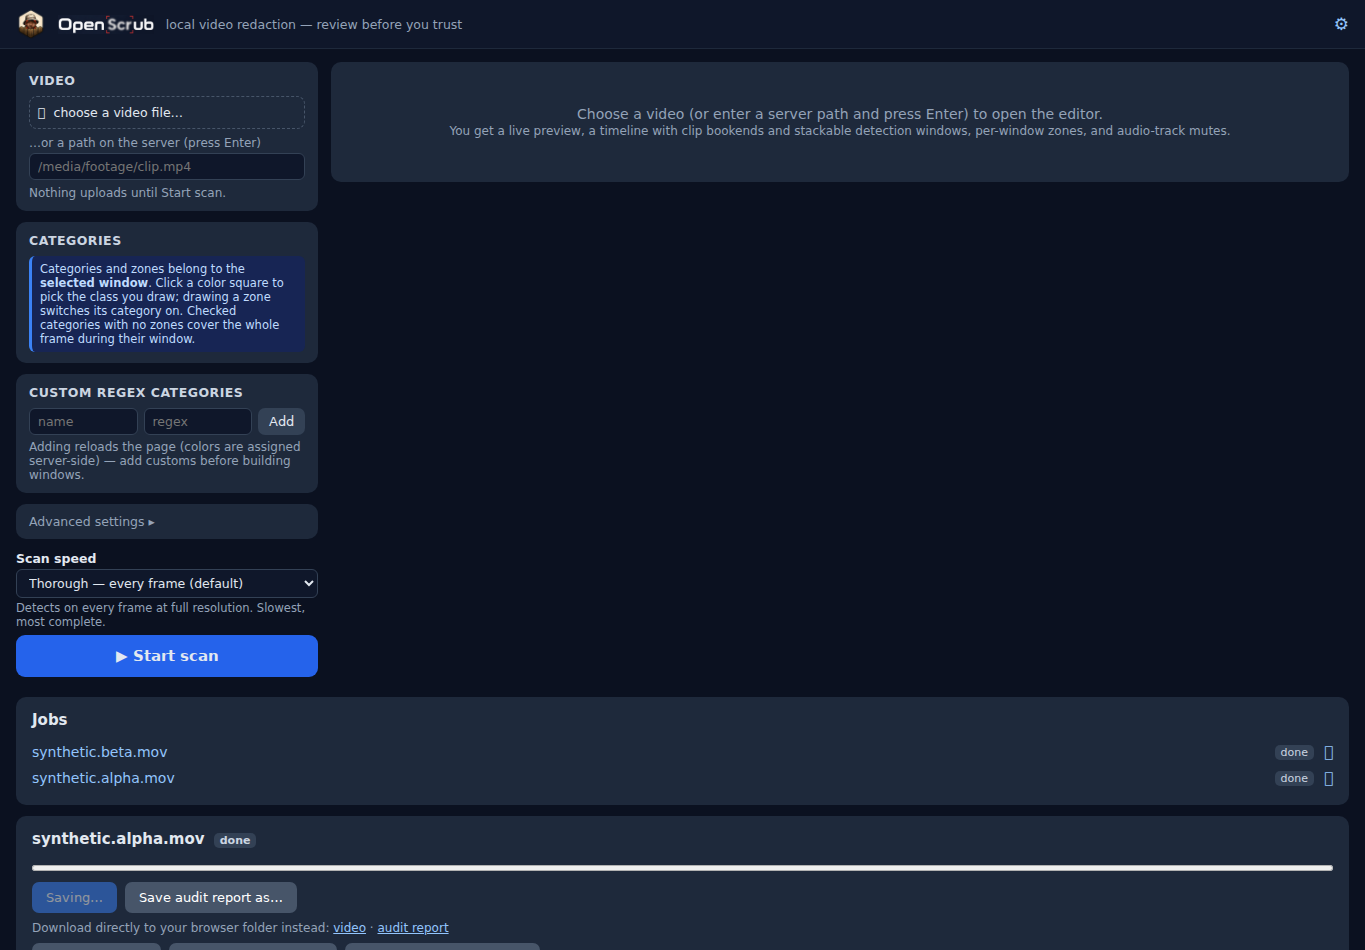 OpenScrub local video redaction — review before you trust
VIDEO
choose a video file...
...or a path on the server (press Enter)
/media/footage/clip.mp4
Nothing uploads until Start scan.
Choose a video (or enter a server path and press Enter) to open the editor.
You get a live preview, a timeline with clip bookends and stackable detection windows, per-window zones, and audio-track mutes.
CATEGORIES
Categories and zones belong to the
selected window. Click a color square to
pick the class you draw; drawing a zone
switches its category on. Checked
categories with no zones cover the whole
frame during their window.
CUSTOM REGEX CATEGORIES
name regex Add
Adding reloads the page (colors are assigned
server-side) — add customs before building
windows.
Advanced settings ▸
Scan speed
Thorough — every frame (default)
Detects on every frame at full resolution. Slowest,
most complete.
▶ Start scan
Jobs
synthetic.beta.mov done
synthetic.alpha.mov done
synthetic.alpha.mov done
Saving... Save audit report as...
Download directly to your browser folder instead: video · audit report